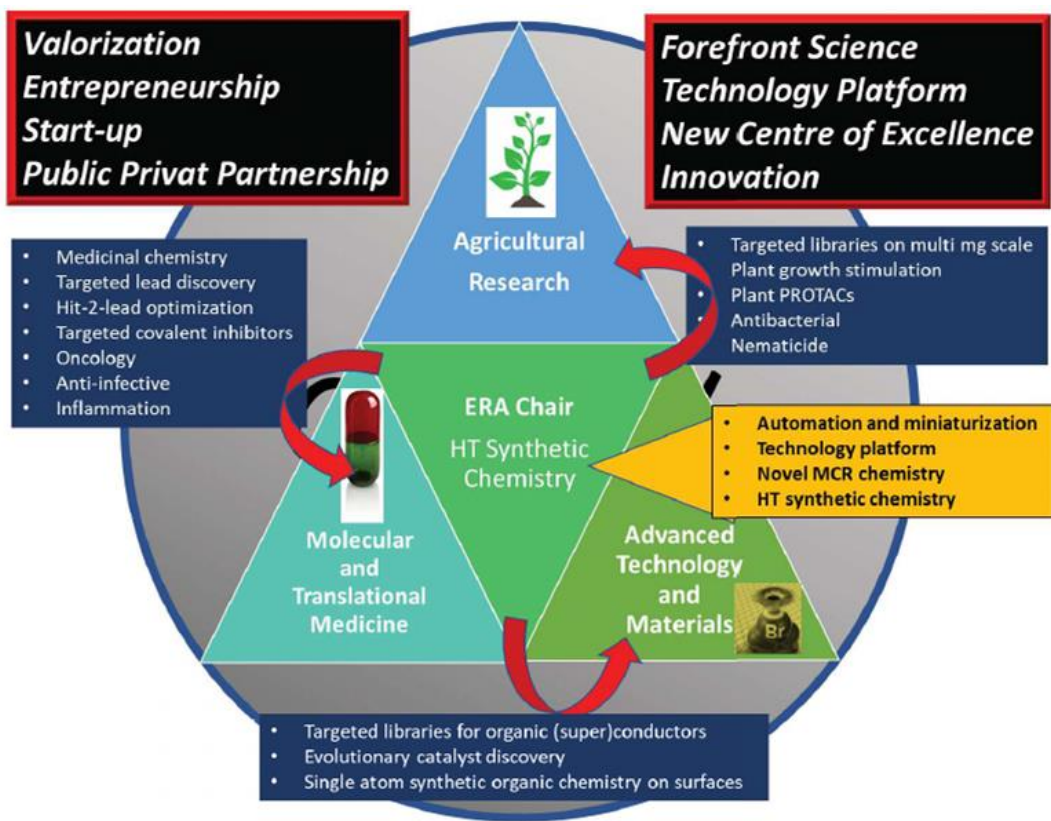 Valorization
Entrepreneurship
Start-up
Public Privat Partnership
Forefront Science
Technology Platform
New Centre of Excellence
Innovation
Agricultural
Research
• Medicinal chemistry
• Targeted lead discovery
• Hit-2-lead optimization
• Targeted covalent inhibitors
• Oncology
• Anti-infective
• Inflammation
• Targeted libraries on multi mg scale
Plant growth stimulation
• Plant PROTACs
• Antibacterial
Nematicide
ERA Chair
HT Synthetic
Chemistry
• Automation and miniaturization
• Technology platform
• Novel MCR chemistry
• HT synthetic chemistry
Molecular
and
Translational
Medicine
Advanced
Technology
and
Materials
Br
• Targeted libraries for organic (super)conductors
• Evolutionary catalyst discovery
• Single atom synthetic organic chemistry on surfaces